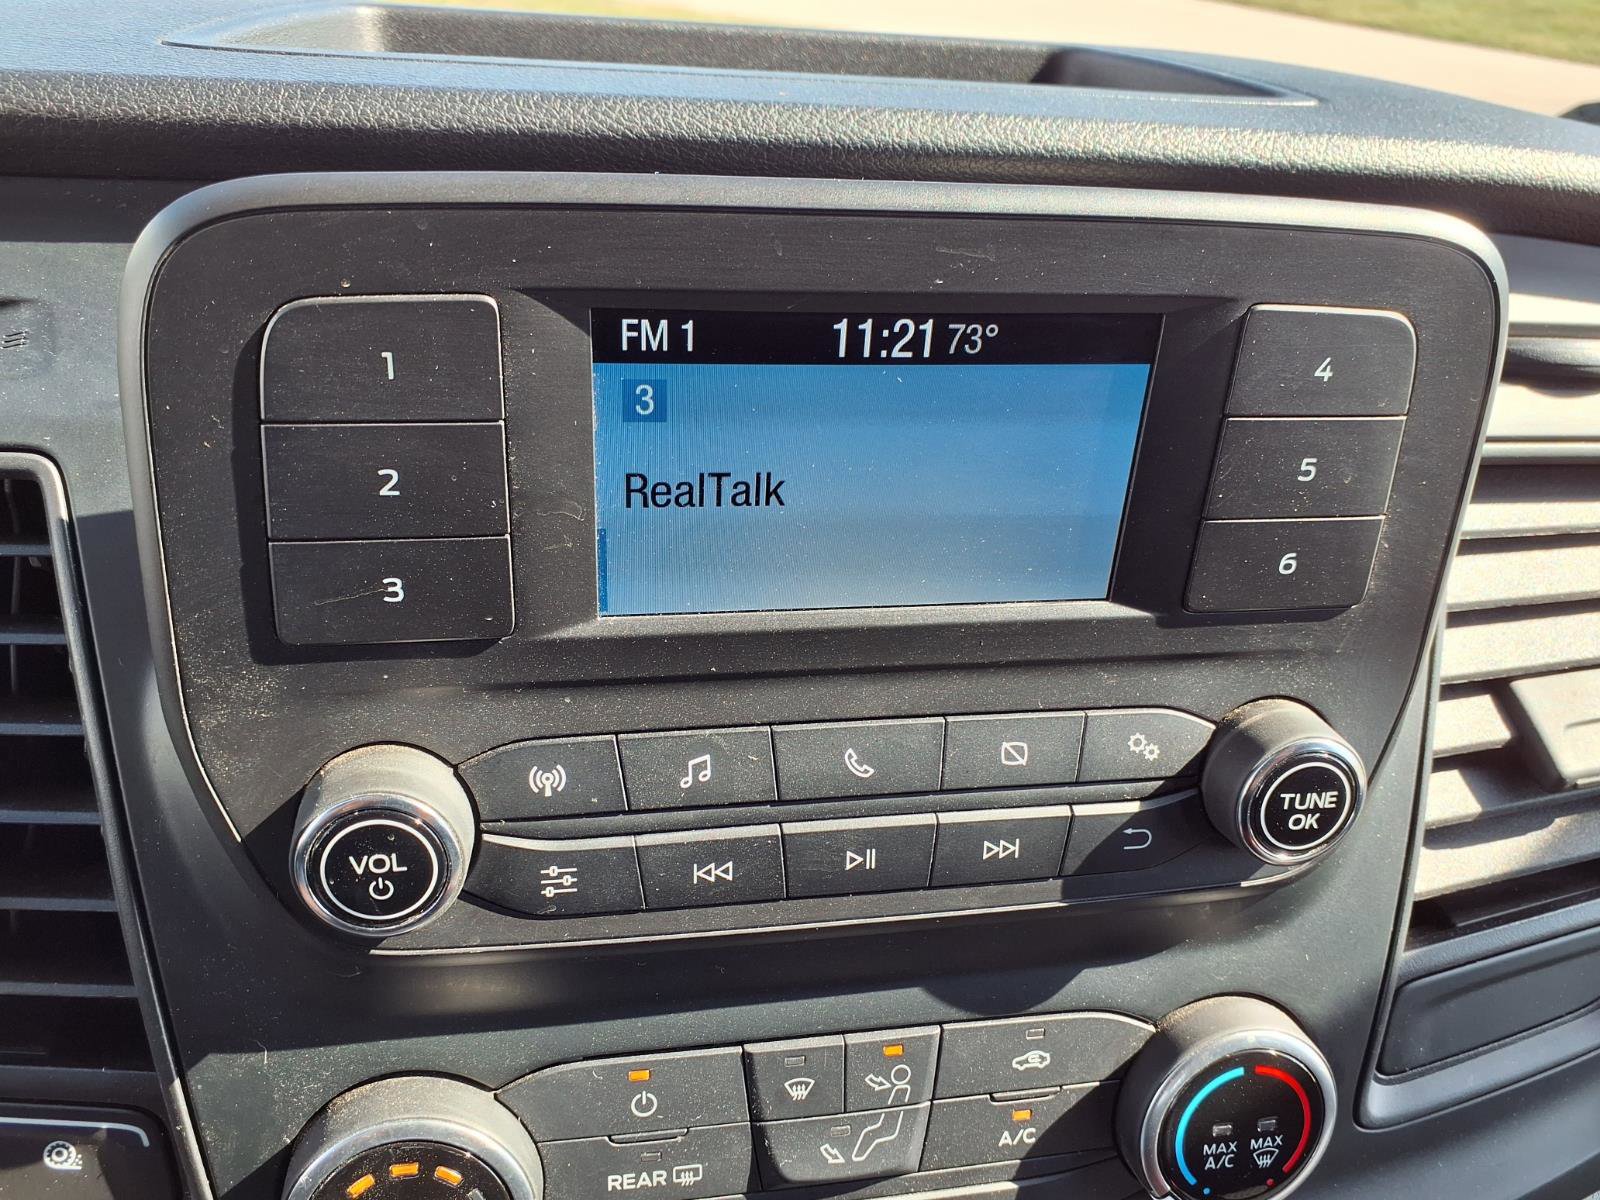 FM 1 11:21 73°
3
RealTalk
1
2
3
4
5
6
VOL
TUNE
OK
REAR
A/C
MAX
A/C
MAX